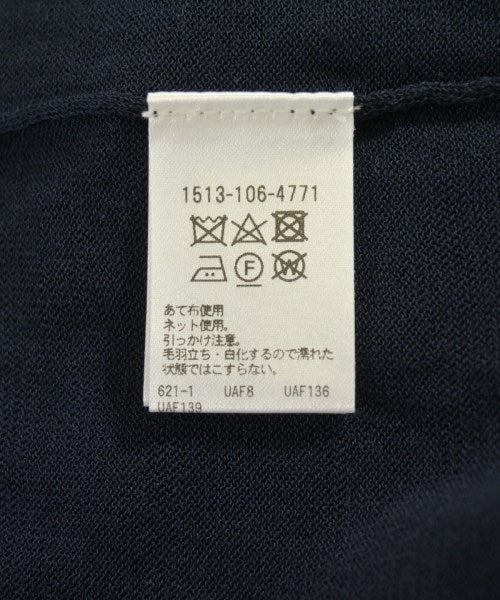 1513-106-4771
F W
あて布使用
ネット使用。
引っかけ注意。
毛羽立ち・白化するので濡れた
状態ではこすらない。
621-1 UAF8 UAF136
UAF139